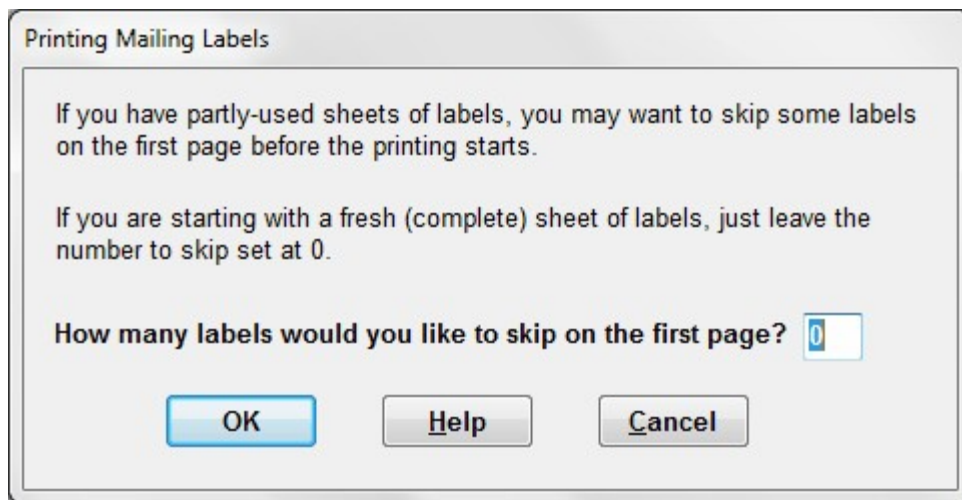 Printing Mailing Labels
If you have partly-used sheets of labels, you may want to skip some labels
on the first page before the printing starts.
If you are starting with a fresh (complete) sheet of labels, just leave the
number to skip set at 0.
How many labels would you like to skip on the first page? 0
OK Help Cancel